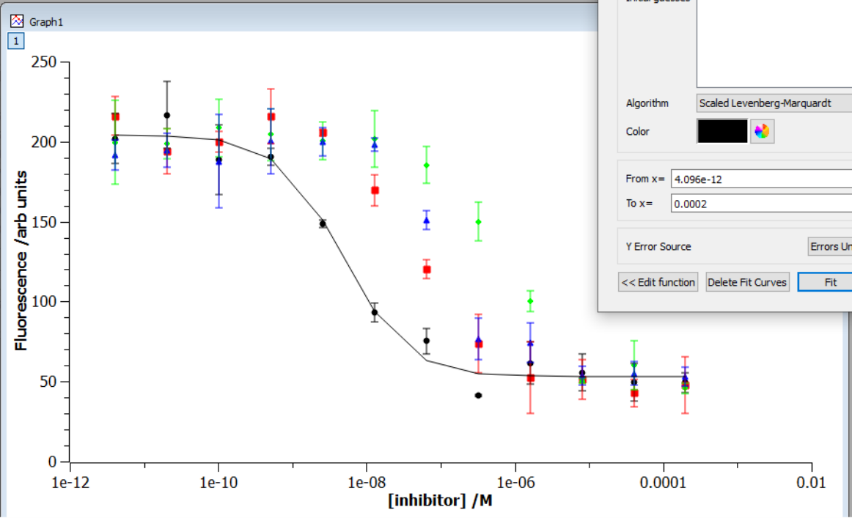 Graph1
1
250
200
150
100
50
0
1e-12
1e-10
1e-08
1e-06
0.0001
0.01
Fluorescence /arb units
[inhibitor] /M
Algorithm
Scaled Levenberg-Marquardt
Color
From x=
4.096e-12
To x=
0.0002
Y Error Source
Errors Un
<< Edit function
Delete Fit Curves
Fit